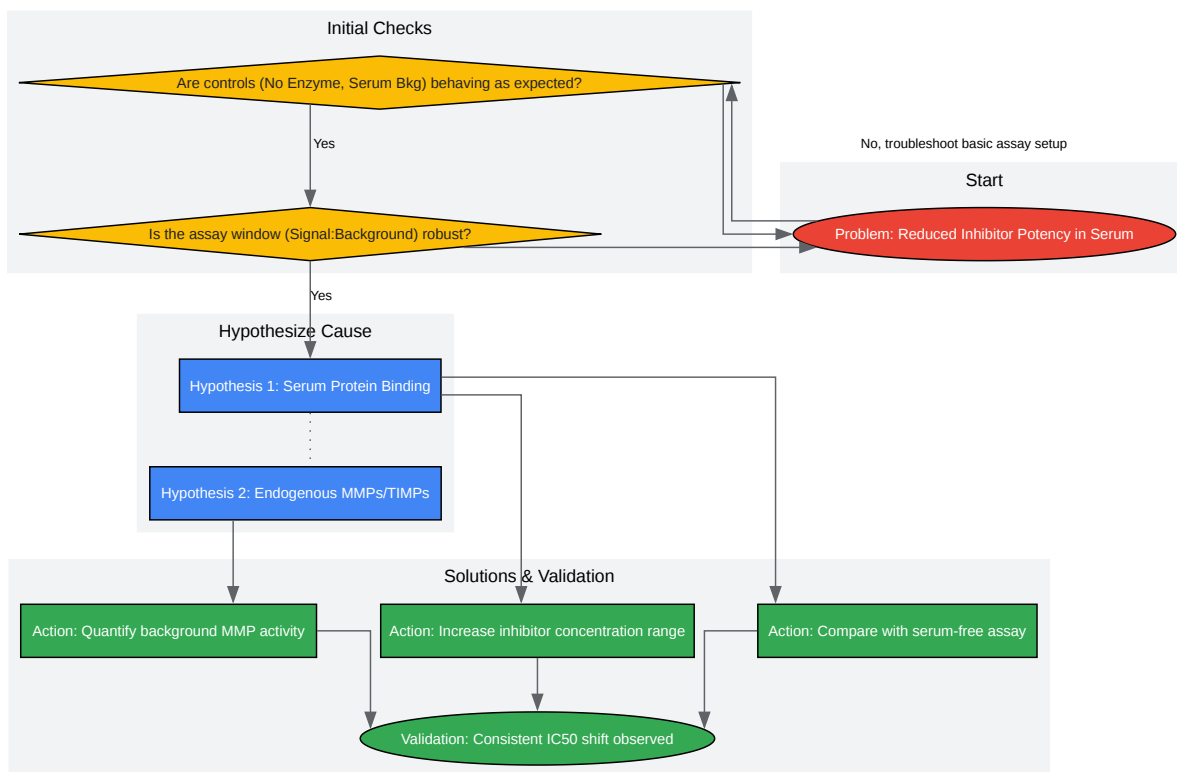 Initial Checks
Are controls (No Enzyme, Serum Bkg) behaving as expected?
Yes
No, troubleshoot basic assay setup
Start
Is the assay window (Signal:Background) robust?
Problem: Reduced Inhibitor Potency in Serum
Yes
Hypothesize Cause
Hypothesis 1: Serum Protein Binding
Hypothesis 2: Endogenous MMPs/TIMPs
Solutions & Validation
Action: Quantify background MMP activity
Action: Increase inhibitor concentration range
Action: Compare with serum-free assay
Validation: Consistent IC50 shift observed